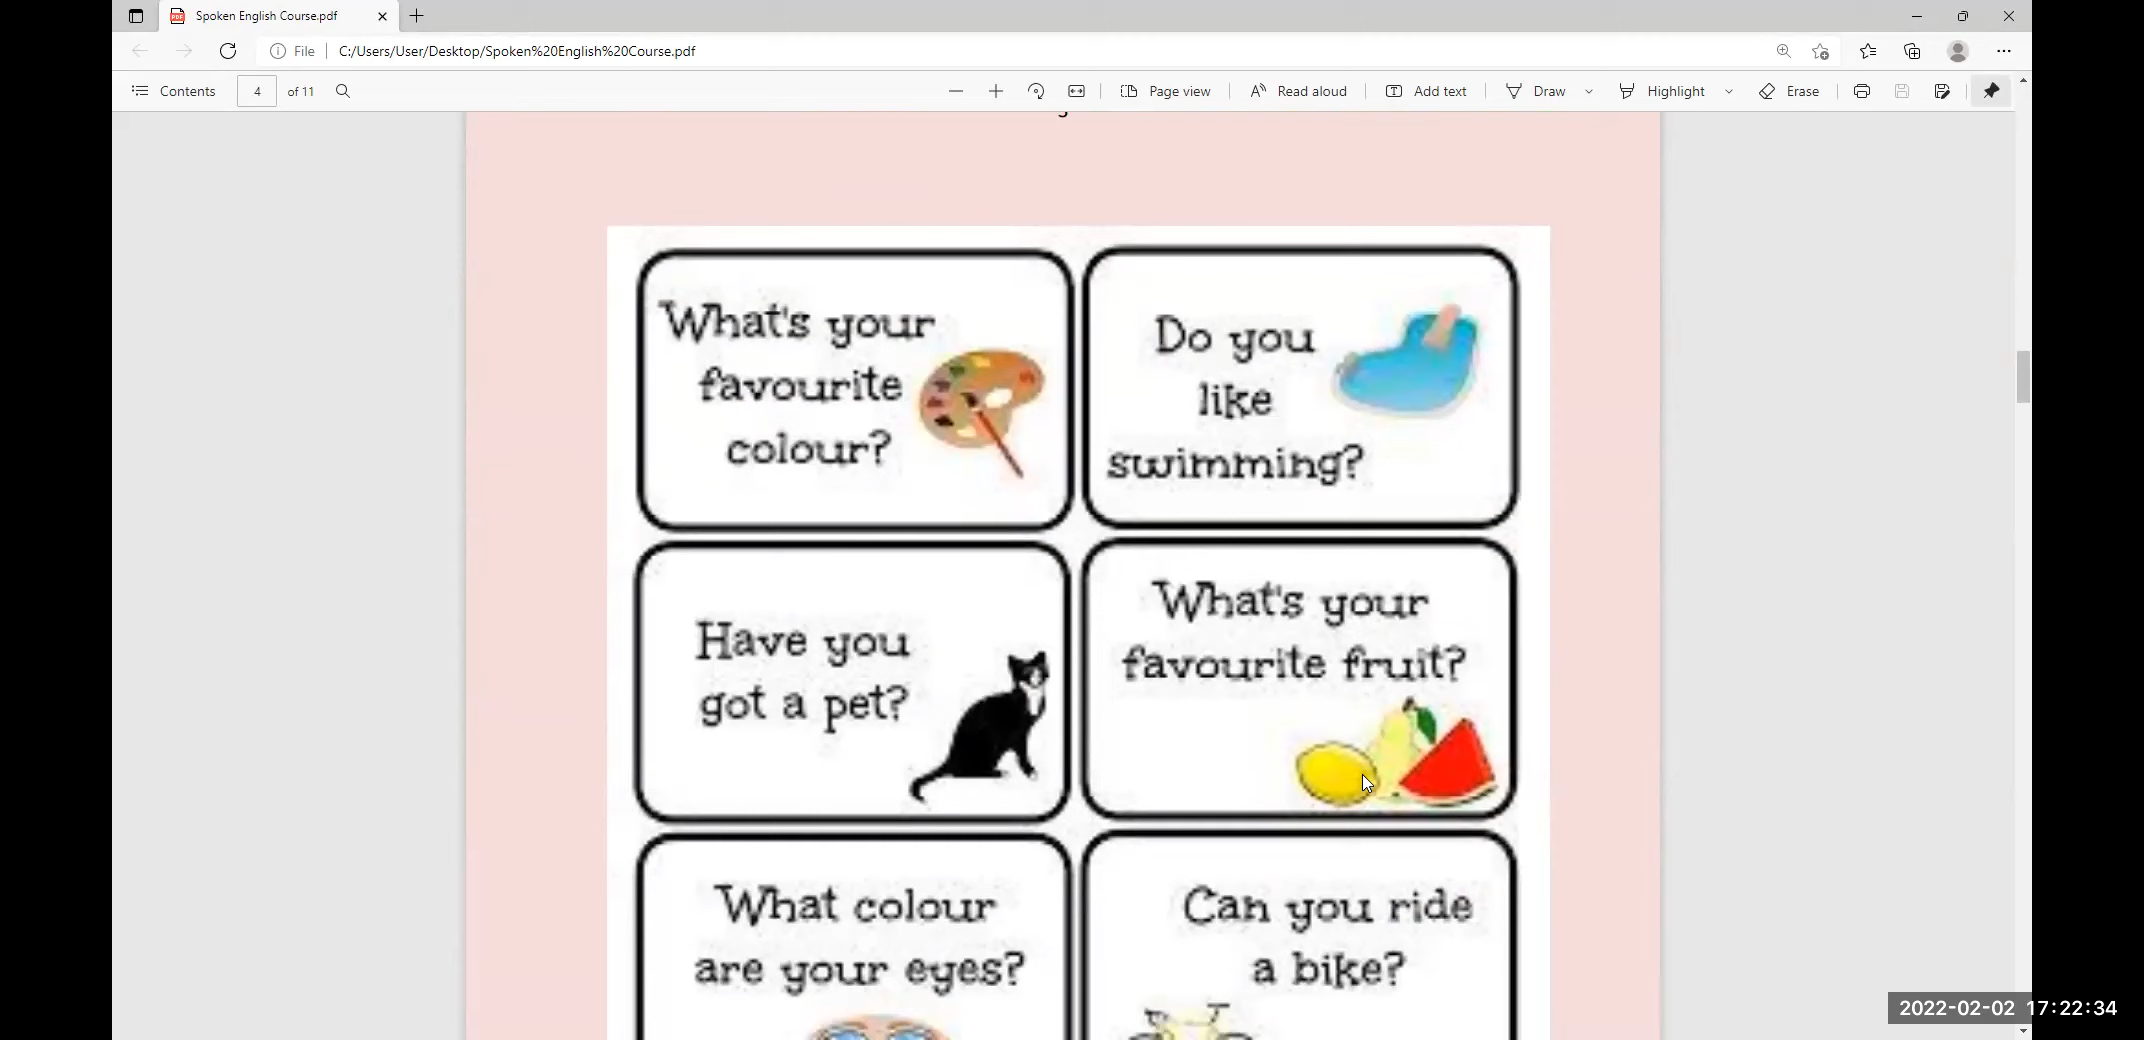 Spoken English Course.pdf
File
C:/Users/User/Desktop/Spoken%20English%20Course.pdf
Contents
4
of 11
Page view
Read aloud
Add text
Draw
Highlight
Erase
What's your
favourite
colour?
Do you
like
swimming?
Have you
got a pet?
What's your
favourite fruit?
What colour
are your eyes?
Can you ride
a bike?
2022-02-02 17:22:34